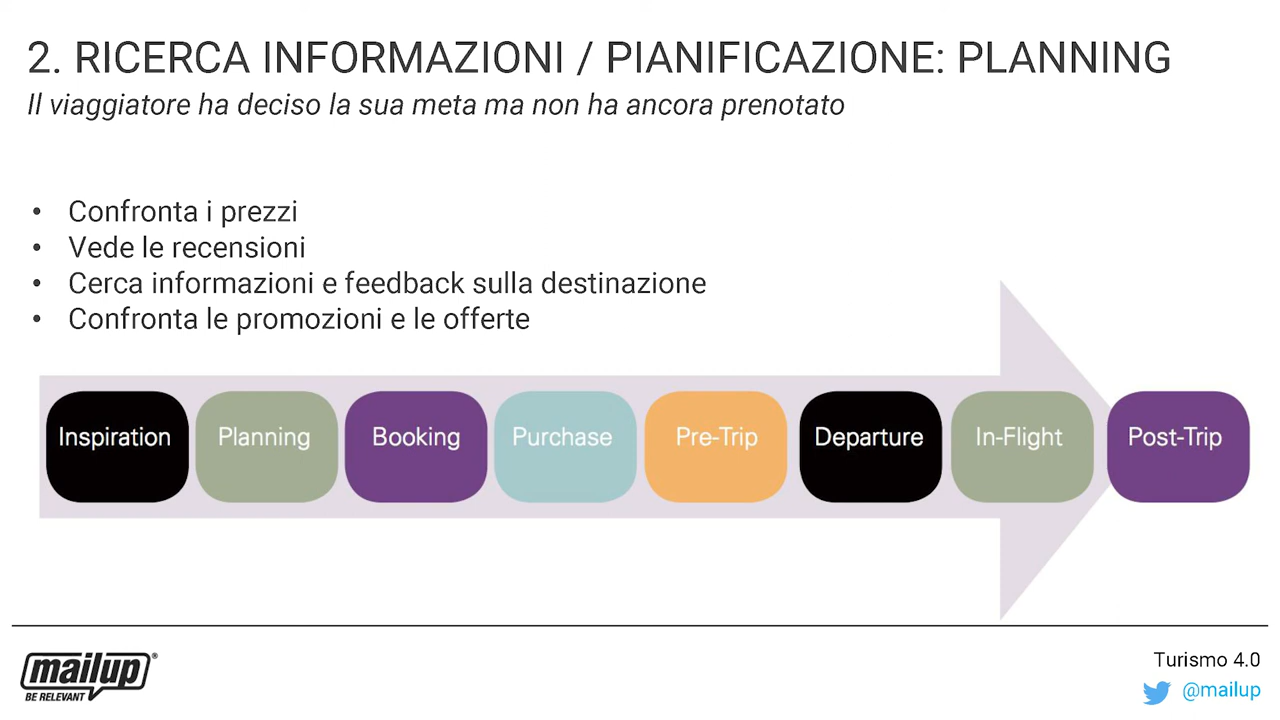 2. RICERCA INFORMAZIONI / PIANIFICAZIONE: PLANNING
Il viaggiatore ha deciso la sua meta ma non ha ancora prenotato
• Confronta i prezzi
• Vede le recensioni
• Cerca informazioni e feedback sulla destinazione
• Confronta le promozioni e le offerte
Inspiration Planning Booking Purchase Pre-Trip Departure In-Flight Post-Trip
mailup®
BE RELEVANT
Turismo 4.0
@mailup